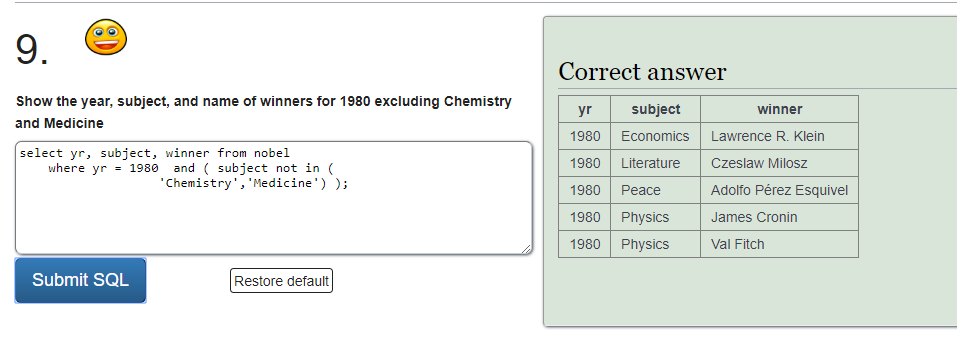 9.
Show the year, subject, and name of winners for 1980 excluding Chemistry
and Medicine
select yr, subject, winner from nobel
    where yr = 1980  and ( subject not in (
                   'Chemistry','Medicine') );
Submit SQL
Restore default
Correct answer
yr subject winner
1980 Economics Lawrence R. Klein
1980 Literature Czeslaw Milosz
1980 Peace Adolfo Pérez Esquivel
1980 Physics James Cronin
1980 Physics Val Fitch